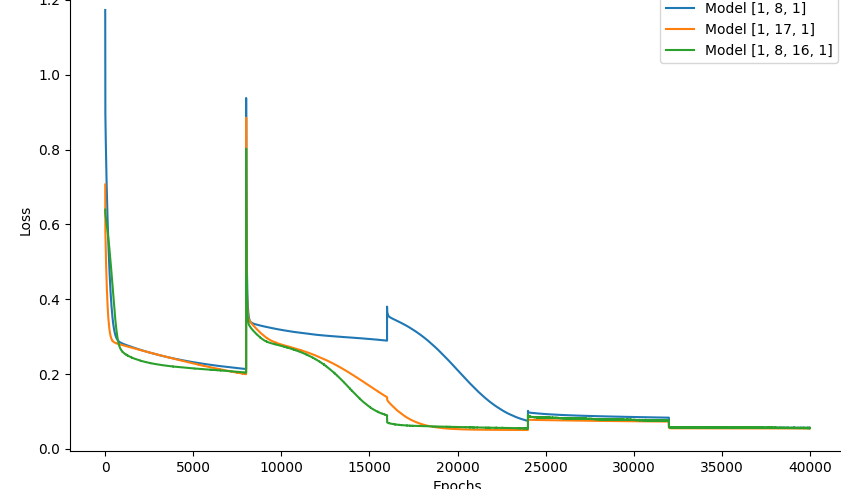 1.2
Model [1, 8, 1]
Model [1, 17, 1]
Model [1, 8, 16, 1]
1.0
0.8
0.6
Loss
0.4
0.2
0.0
0 5000 10000 15000 20000 25000 30000 35000 40000
Epochs